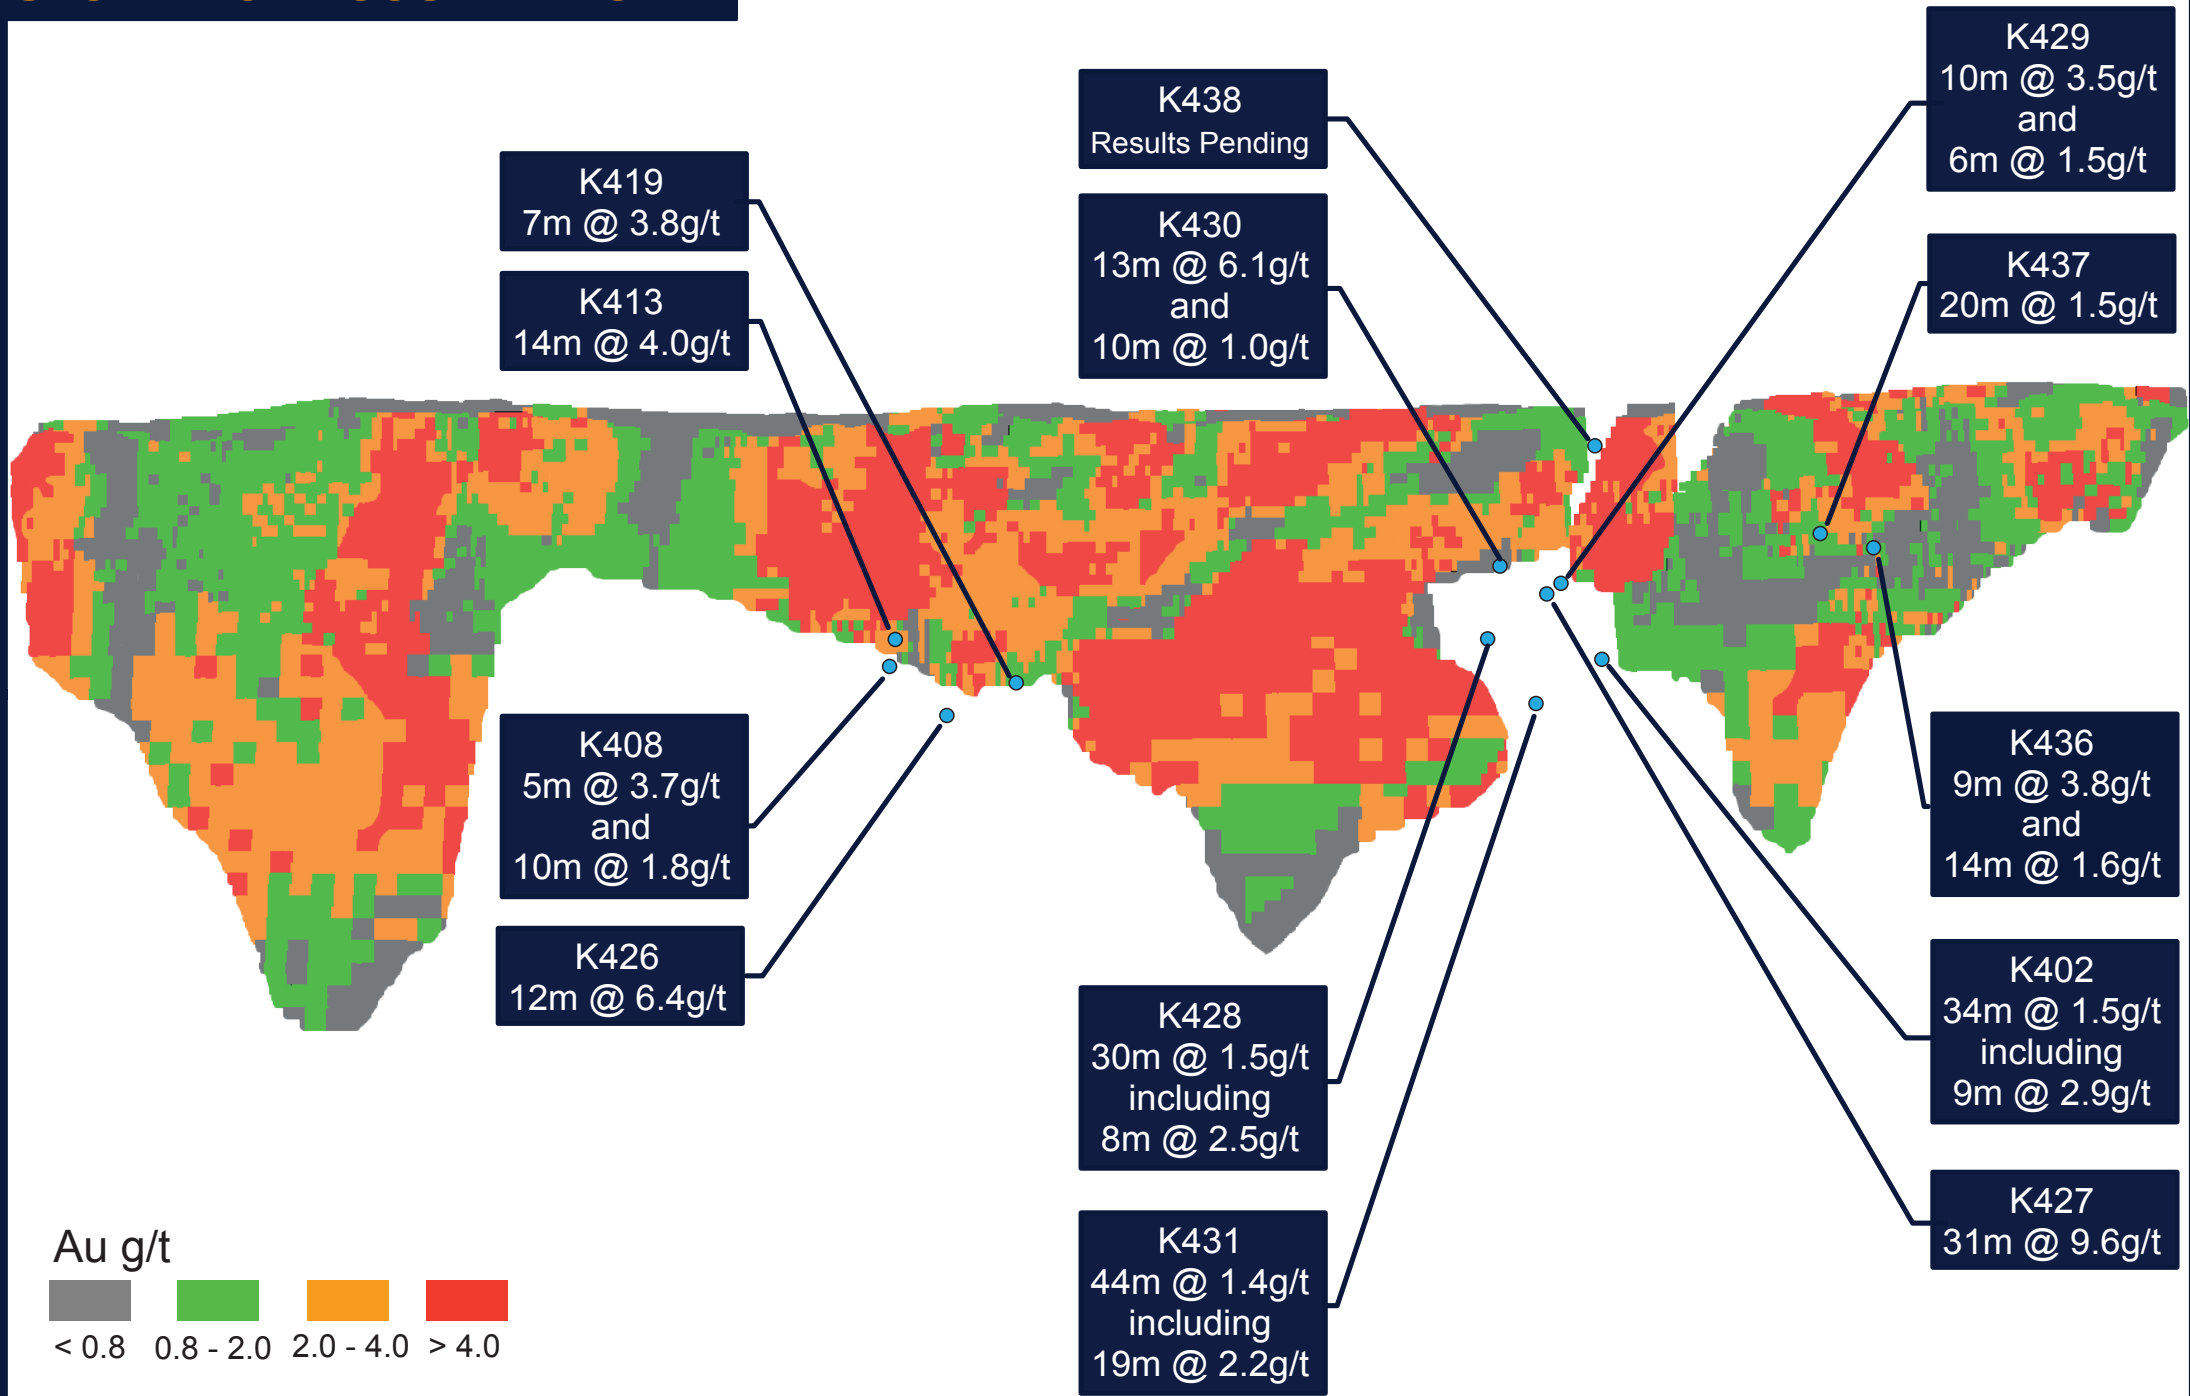 K429
10m @ 3.5g/t
and
6m @ 1.5g/t
K438
Results Pending
K419
7m @ 3.8g/t
K430
13m @ 6.1g/t
and
10m @ 1.0g/t
K437
20m @ 1.5g/t
K413
14m @ 4.0g/t
K408
5m @ 3.7g/t
and
10m @ 1.8g/t
K436
9m @ 3.8g/t
and
14m @ 1.6g/t
K426
12m @ 6.4g/t
K402
34m @ 1.5g/t
including
9m @ 2.9g/t
K428
30m @ 1.5g/t
including
8m @ 2.5g/t
K427
31m @ 9.6g/t
K431
44m @ 1.4g/t
including
19m @ 2.2g/t
Au g/t
< 0.8
0.8 - 2.0
2.0 - 4.0
> 4.0